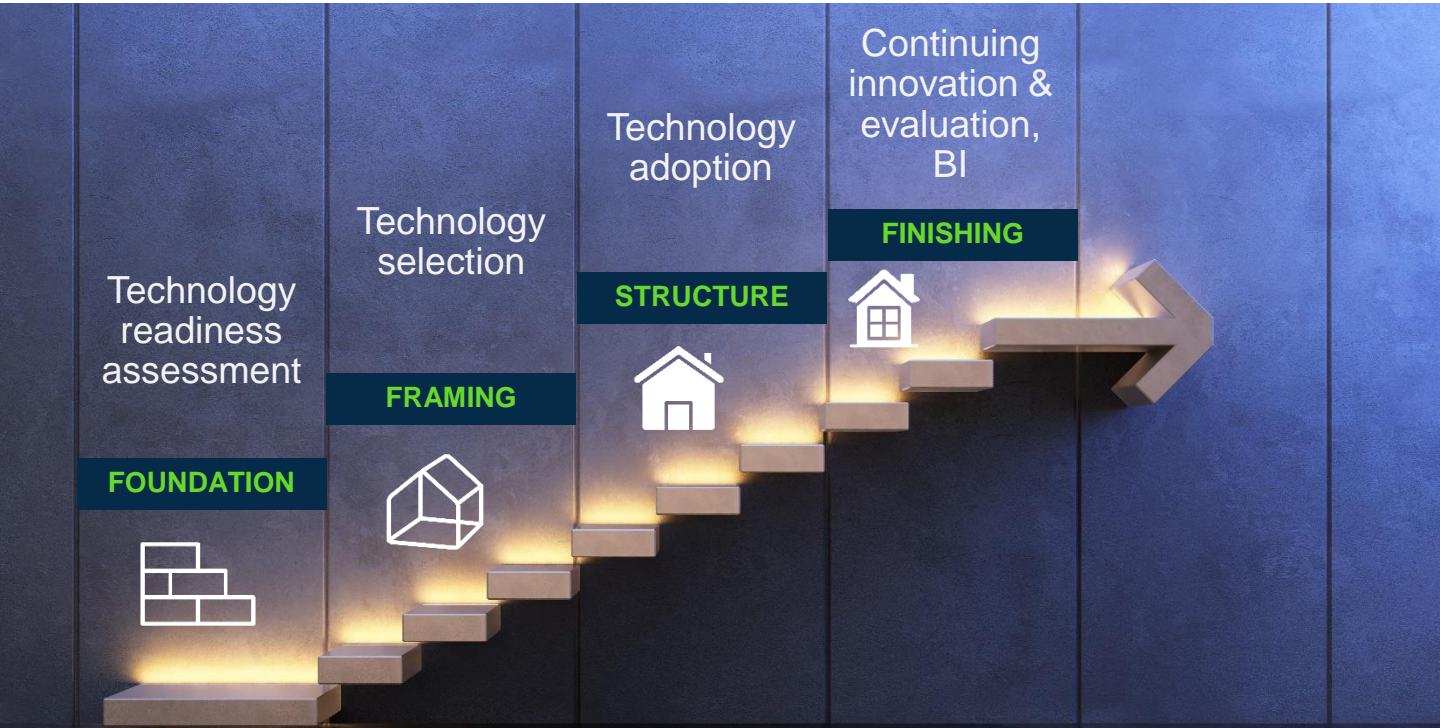 Technology
readiness
assessment
FOUNDATION
Technology
selection
FRAMING
Technology
adoption
STRUCTURE
Continuing
innovation &
evaluation,
BI
FINISHING